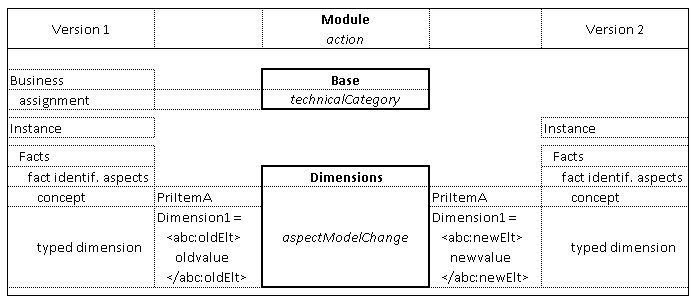 Version 1 Module Version 2
action
Business Base
assignment technicalCategory
Instance Instance
Facts Facts
fact identif. aspects Dimensions fact identif. aspects
concept PriItemA PriItemA concept
Dimension1 = Dimension1 =
<abc:oldElt> <abc:newElt>
typed dimension oldvalue aspectModelChange newvalue typed dimension
</abc:oldElt> </abc:newElt>